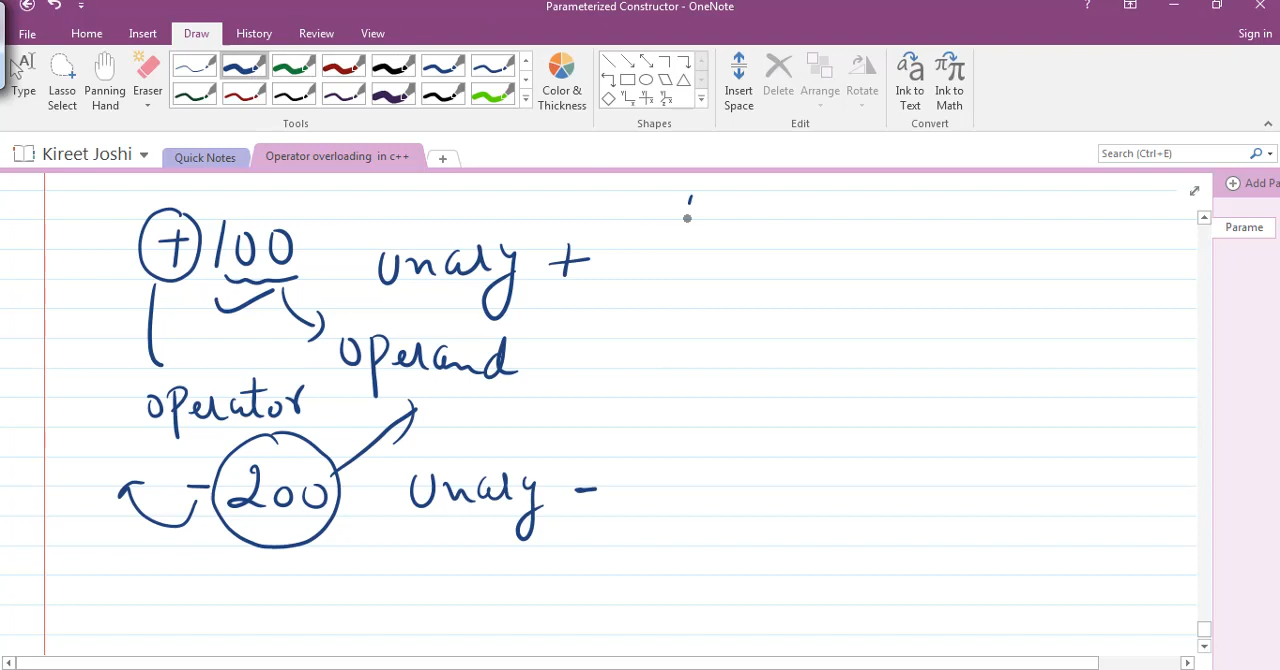 Parameterized Constructor - OneNote
?
File Home Insert Draw History Review View
Sign in
Type
Lasso Select
Panning Hand
Eraser
Color & Thickness
Insert Space
Delete
Arrange
Rotate
Ink to Text
Ink to Math
Tools
Shapes
Edit
Convert
Kireet Joshi
Quick Notes
Operator overloading in c++
Search (Ctrl+E)
Add Pa
Parame
+100 unary +
operand
operator
-200 unary -